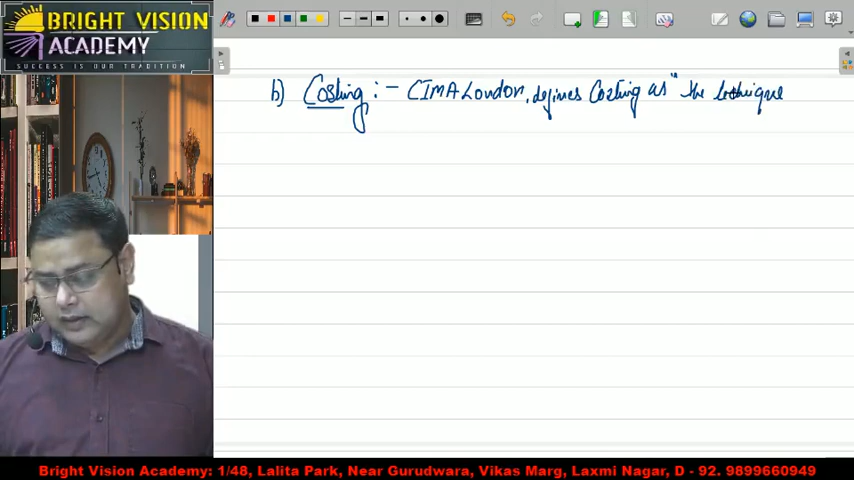 BRIGHT VISION
ACADEMY
SUCCESS IS OUR TRADITION
b) Costing :- CIMA London, defines Costing as "the technique
Bright Vision Academy: 1/48, Lalita Park, Near Gurudwara, Vikas Marg, Laxmi Nagar, D - 92. 9899660949